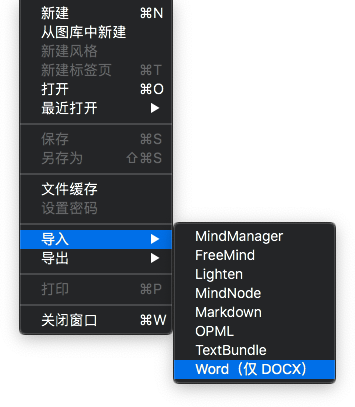 新建 ⌘N
从图库中新建
新建风格
新建标签页 ⌘T
打开 ⌘O
最近打开 ▶
保存 ⌘S
另存为 ⇧⌘S
文件缓存
设置密码
导入 ▶
导出 ▶
打印 ⌘P
关闭窗口 ⌘W
MindManager
FreeMind
Lighten
MindNode
Markdown
OPML
TextBundle
Word（仅 DOCX）